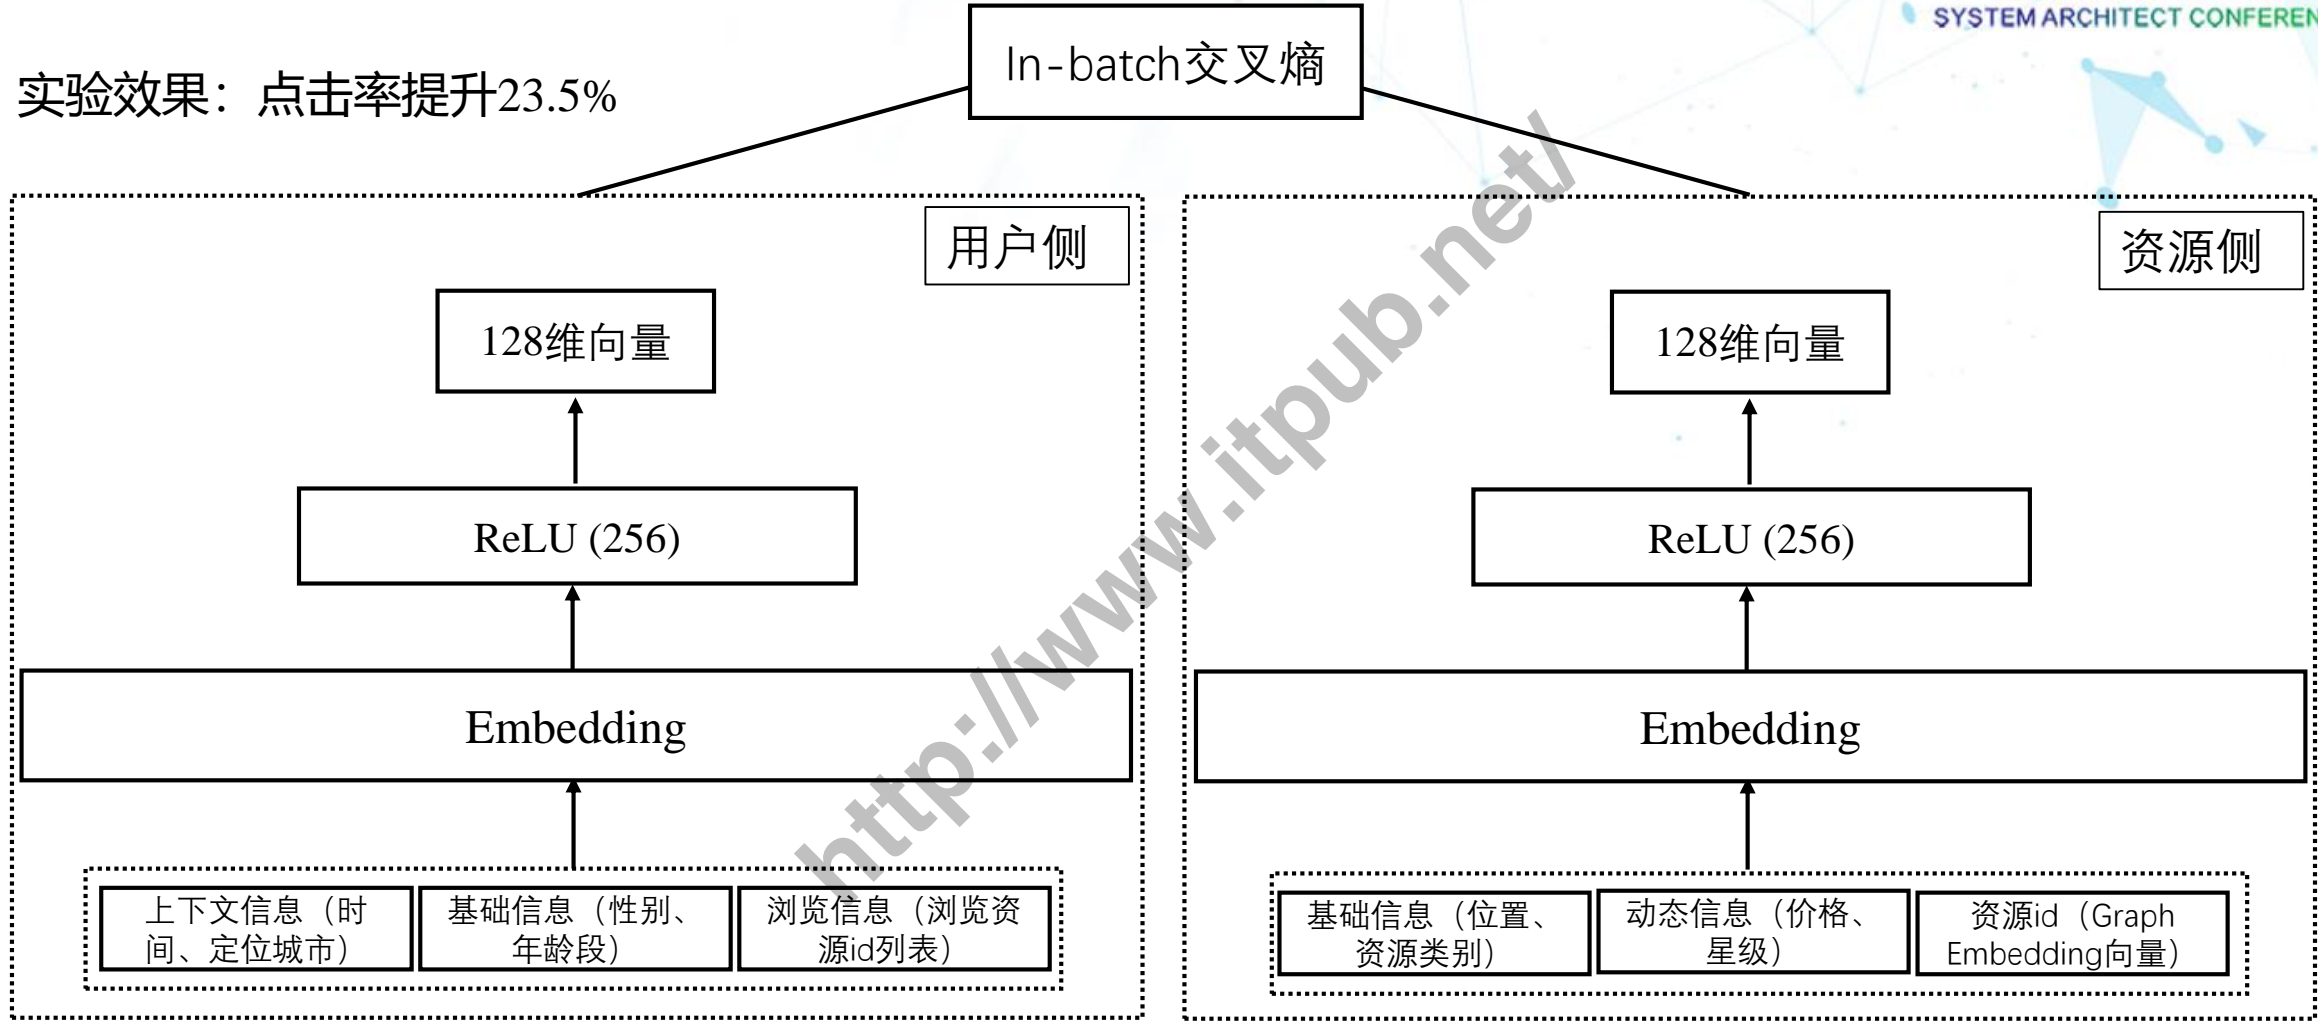 SYSTEM ARCHITECT CONFEREN
In-batch交叉熵
实验效果：点击率提升23.5%
用户侧
128维向量
ReLU (256)
Embedding
上下文信息（时
间、定位城市）
基础信息（性别、
年龄段）
浏览信息（浏览资
源id列表）
资源侧
128维向量
ReLU (256)
Embedding
基础信息（位置、
资源类别）
动态信息（价格、
星级）
资源id（Graph
Embedding向量）
http://www.itpub.net/